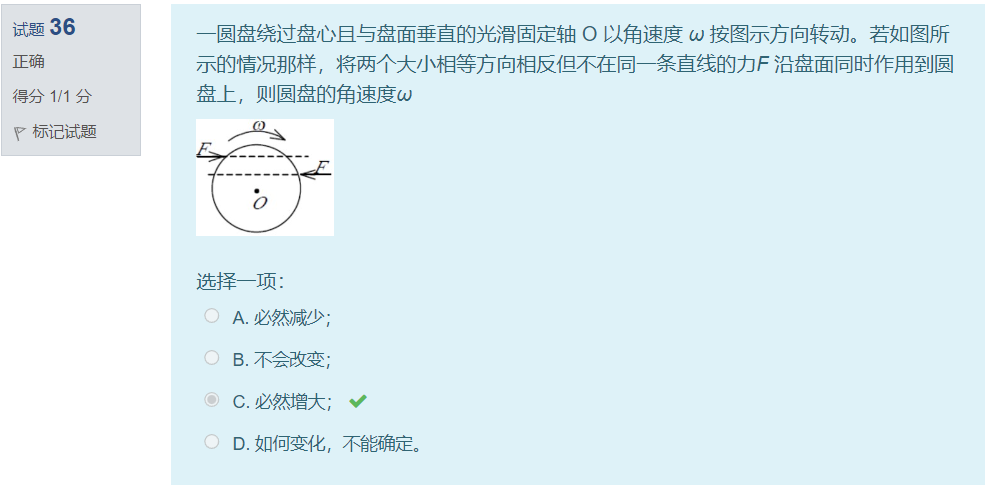 试题 36
正确
得分 1/1 分
标记试题
一圆盘绕过盘心且与盘面垂直的光滑固定轴 O 以角速度 ω 按图示方向转动。若如图所
示的情况那样，将两个大小相等方向相反但不在同一条直线的力F 沿盘面同时作用到圆
盘上，则圆盘的角速度ω
ω
F
F
O
选择一项：
A. 必然减少；
B. 不会改变；
C. 必然增大；
D. 如何变化，不能确定。